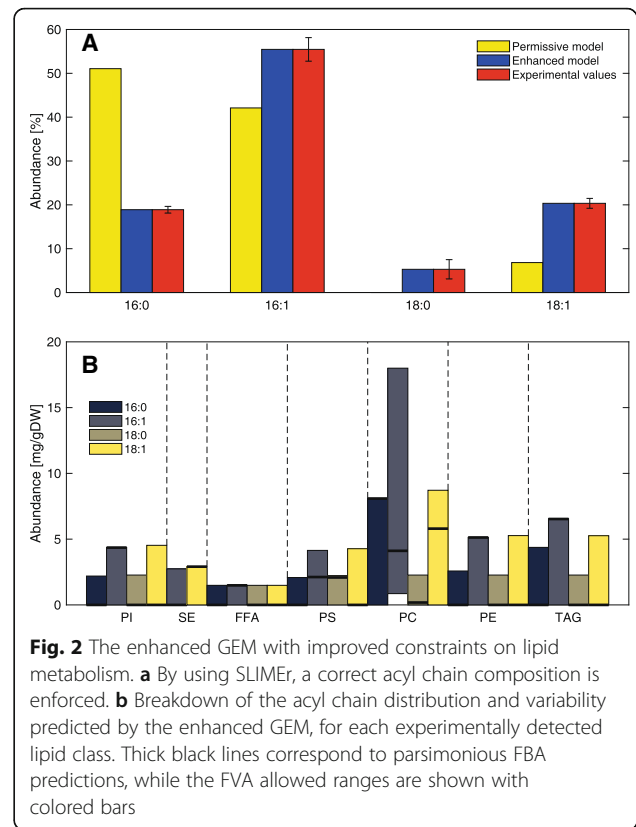 A
Abundance [%]
60
50
40
30
20
10
0
Permissive model
Enhanced model
Experimental values
16:0 16:1 18:0 18:1
B
Abundance [mg/gDW]
20
15
10
5
0
16:0
16:1
18:0
18:1
PI SE FFA PS PC PE TAG
Fig. 2 The enhanced GEM with improved constraints on lipid
metabolism. a By using SLIMEr, a correct acyl chain composition is
enforced. b Breakdown of the acyl chain distribution and variability
predicted by the enhanced GEM, for each experimentally detected
lipid class. Thick black lines correspond to parsimonious FBA
predictions, while the FVA allowed ranges are shown with
colored bars